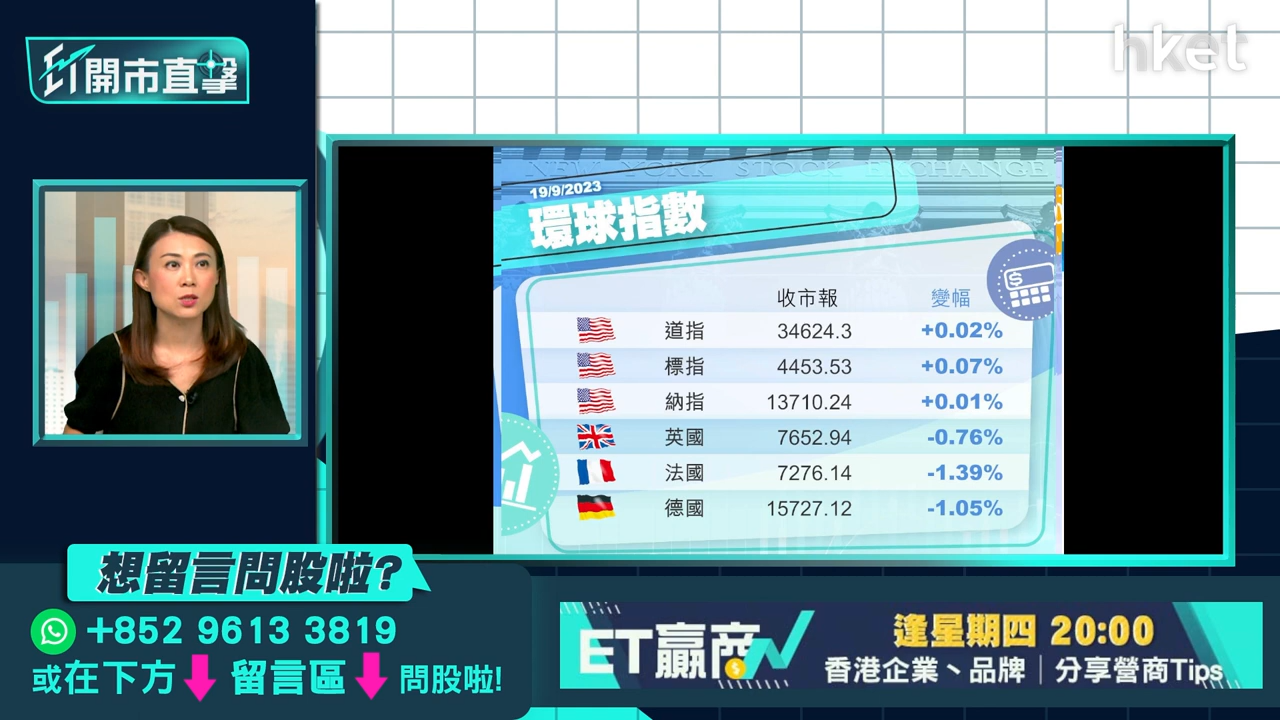 ET開市直擊
hket
NEW YORK STOCK EXCHANGE
19/9/2023
環球指數
收市報 變幅
道指 34624.3 +0.02%
標指 4453.53 +0.07%
納指 13710.24 +0.01%
英國 7652.94 -0.76%
法國 7276.14 -1.39%
德國 15727.12 -1.05%
想留言問股啦?
+852 9613 3819
或在下方 留言區 問股啦!
ET贏商
逢星期四 20:00
香港企業、品牌|分享營商Tips